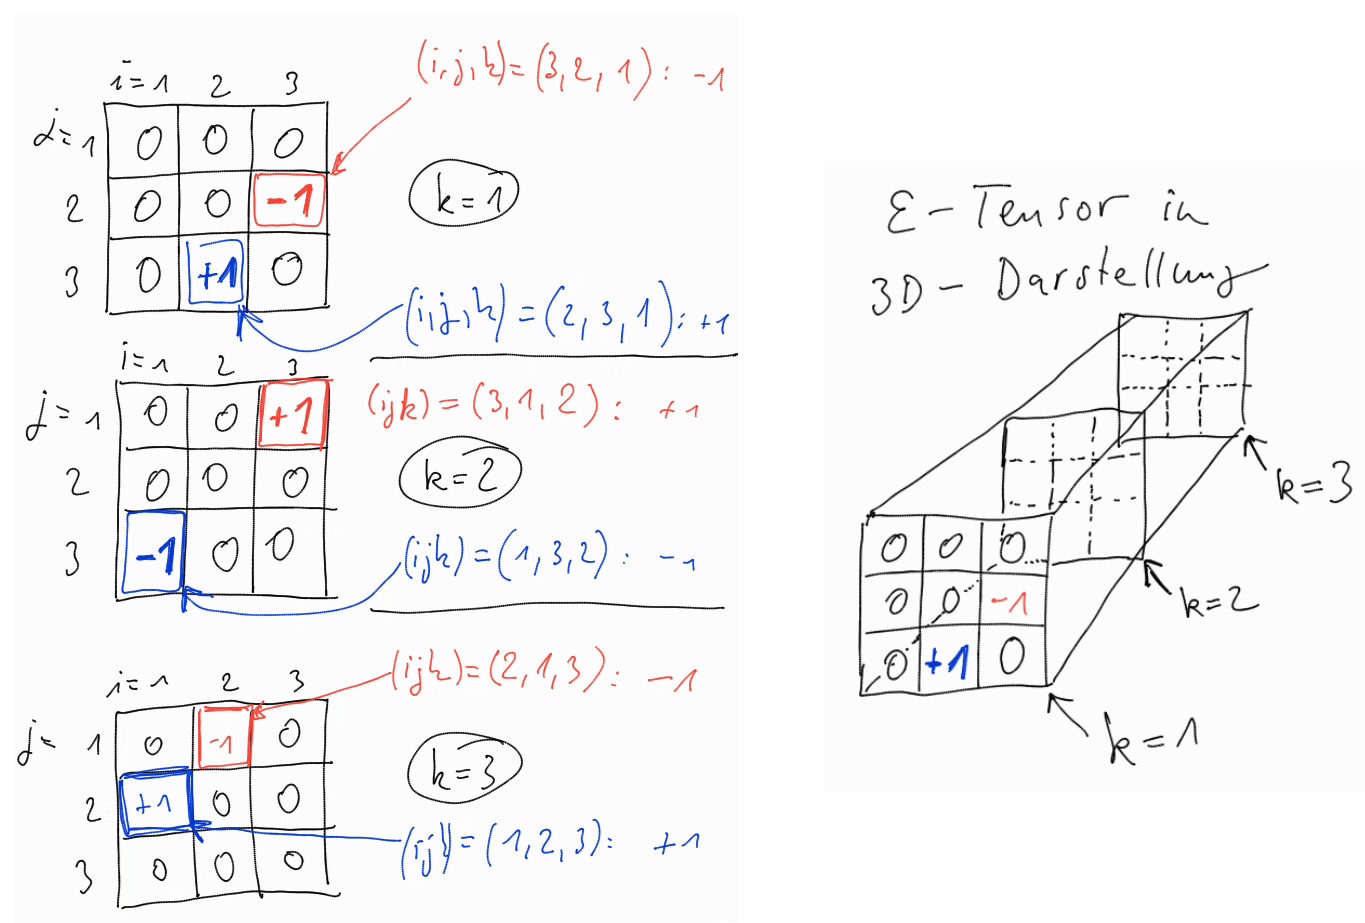 i=1 2 3
j=1 0 0 0
2 0 0 -1
3 0 +1 0
(i,j,k)=(3,2,1): -1
k=1
(i,j,k)=(2,3,1): +1
i=1 2 3
j=1 0 0 +1
2 0 0 0
3 -1 0 0
(ijk)=(3,1,2): +1
k=2
(ijk)=(1,3,2): -1
i=1 2 3
j= 1 0 -1 0
2 +1 0 0
3 0 0 0
(ijk)=(2,1,3): -1
k=3
(ijk)=(1,2,3): +1
ε-Tensor in
3D-Darstellung
k=3
k=2
0 0 0
0 0 -1
0 +1 0
k=1